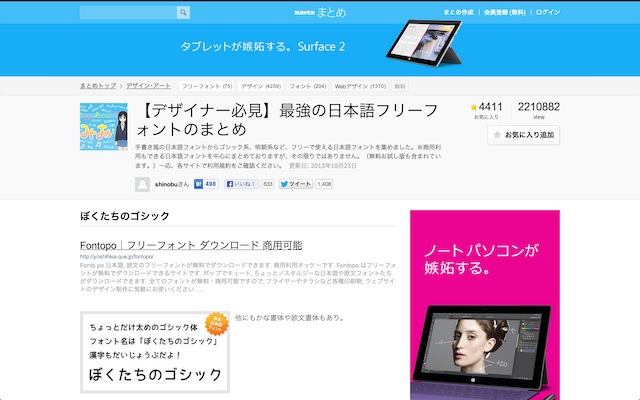 NAVER まとめ
まとめ作成 | 会員登録 (無料) | ログイン
タブレットが嫉妬する。Surface 2
まとめトップ > デザイン・アート
フリーフォント (75)
デザイン (4239)
フォント (204)
Webデザイン (1370)
無料
【デザイナー必見】最強の日本語フリーフ
ォントのまとめ
手書き風の日本語フォントからゴシック系、明朝系など、フリーで使える日本語フォントを集めました。※商用利
用もできる日本語フォントを中心にまとめておりますが、その限りではありません。（無料お試し版も含まれてい
ます。）一応、各サイトで利用規約をご確認ください。 更新日: 2013年10月23日
★ 4411
お気に入り
2210882
view
★ お気に入り追加
shinobuさん
B! 498
いいね！ 633
ツイート 1,408
ぼくたちのゴシック
Fontopo｜フリーフォント ダウンロード 商用可能
http://yoshihisa.que.jp/fontopo/
Fonto po 日本語, 欧文のフリーフォントが無料でダウンロードできます. 商用利用オッケーです. Fontopo はフリーフ
ォントが無料でダウンロードできるサイトです. ポップでキュート, ちょっとノスタルジーな日本語や欧文フォントたち
がダウンロードできます. 全てのフォントが無料・商用可能ですので, フライヤーやチラシなど各種印刷物, ウェブサイ
トのデザイン制作に気軽にお使いください. ...
ちょっとだけ太めのゴシック体
フォント名は「ぼくたちのゴシック」
漢字もだいじょうぶだよ！
ぼくたちのゴシック
無料
日本語
フォント
他にもかな書体や欧文書体もあり。
ノートパソコンが
嫉妬する。